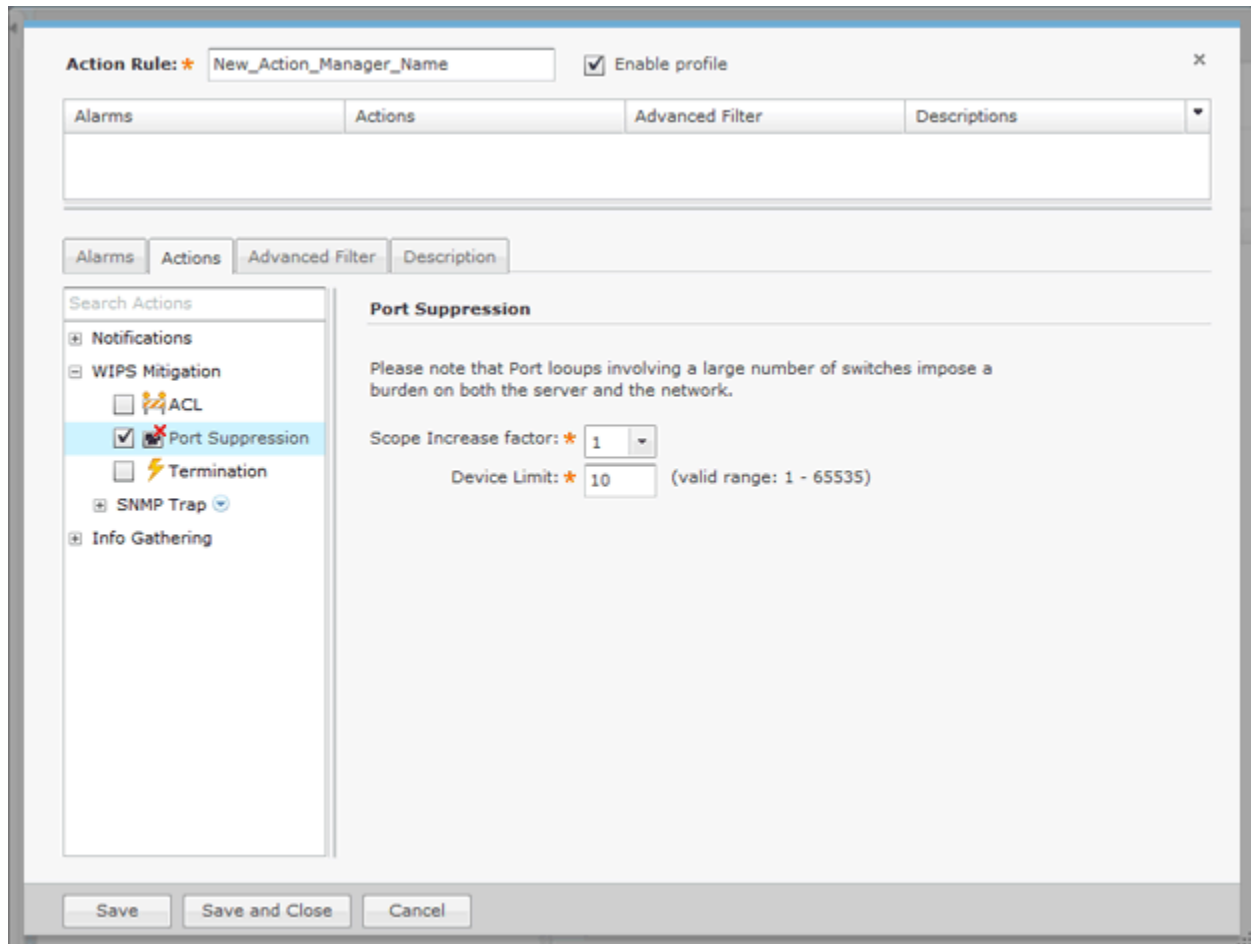 Action Rule: * New_Action_Manager_Name Enable profile
Alarms Actions Advanced Filter Descriptions
Alarms Actions Advanced Filter Description
Search Actions
Notifications
WIPS Mitigation
ACL
Port Suppression
Termination
SNMP Trap
Info Gathering
Port Suppression
Please note that Port looups involving a large number of switches impose a
burden on both the server and the network.
Scope Increase factor: * 1
Device Limit: * 10 (valid range: 1 - 65535)
Save Save and Close Cancel